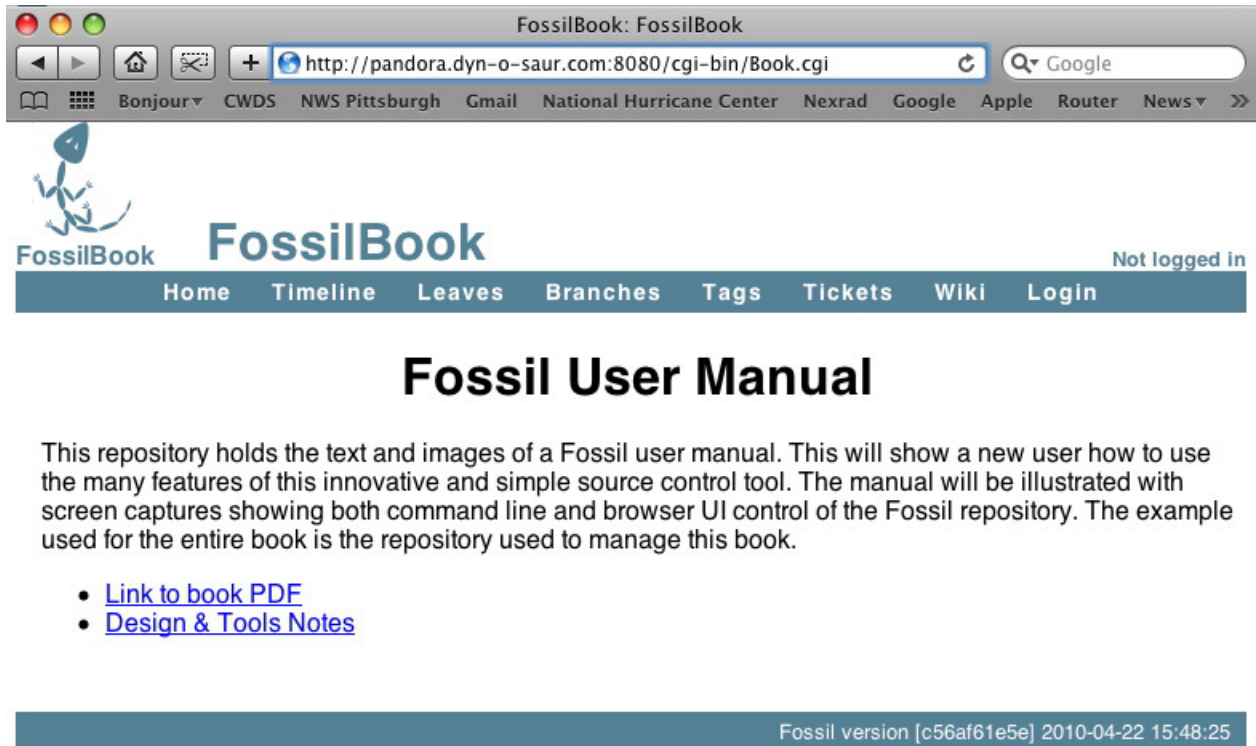 FossilBook: FossilBook
http://pandora.dyn-o-saur.com:8080/cgi-bin/Book.cgi
Google
Bonjour CWDS NWS Pittsburgh Gmail National Hurricane Center Nexrad Google Apple Router News
FossilBook
FossilBook
Not logged in
Home Timeline Leaves Branches Tags Tickets Wiki Login
Fossil User Manual
This repository holds the text and images of a Fossil user manual. This will show a new user how to use
the many features of this innovative and simple source control tool. The manual will be illustrated with
screen captures showing both command line and browser UI control of the Fossil repository. The example
used for the entire book is the repository used to manage this book.
• Link to book PDF
• Design & Tools Notes
Fossil version [c56af61e5e] 2010-04-22 15:48:25